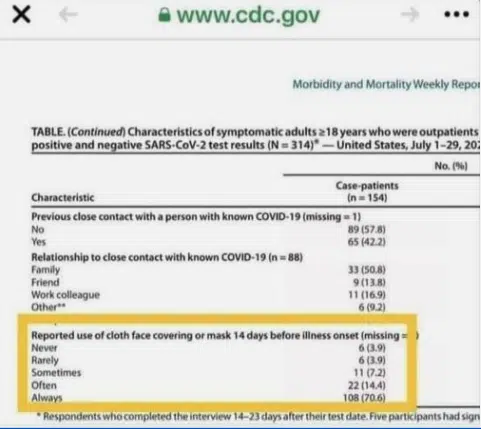 www.cdc.gov
Morbidity and Mortality Weekly Repo
TABLE. (Continued) Characteristics of symptomatic adults ≥18 years who were outpatients
positive and negative SARS-CoV-2 test results (N = 314)* — United States, July 1–29, 202
No. (%)
Case-patients
Characteristic (n = 154)
Previous close contact with a person with known COVID-19 (missing = 1)
No 89 (57.8)
Yes 65 (42.2)
Relationship to close contact with known COVID-19 (n = 88)
Family 33 (50.8)
Friend 9 (13.8)
Work colleague 11 (16.9)
Other** 6 (9.2)
Reported use of cloth face covering or mask 14 days before illness onset (missing =
Never 6 (3.9)
Rarely 6 (3.9)
Sometimes 11 (7.2)
Often 22 (14.4)
Always 108 (70.6)
* Respondents who completed the interview 14–23 days after their test date. Five participants had sign